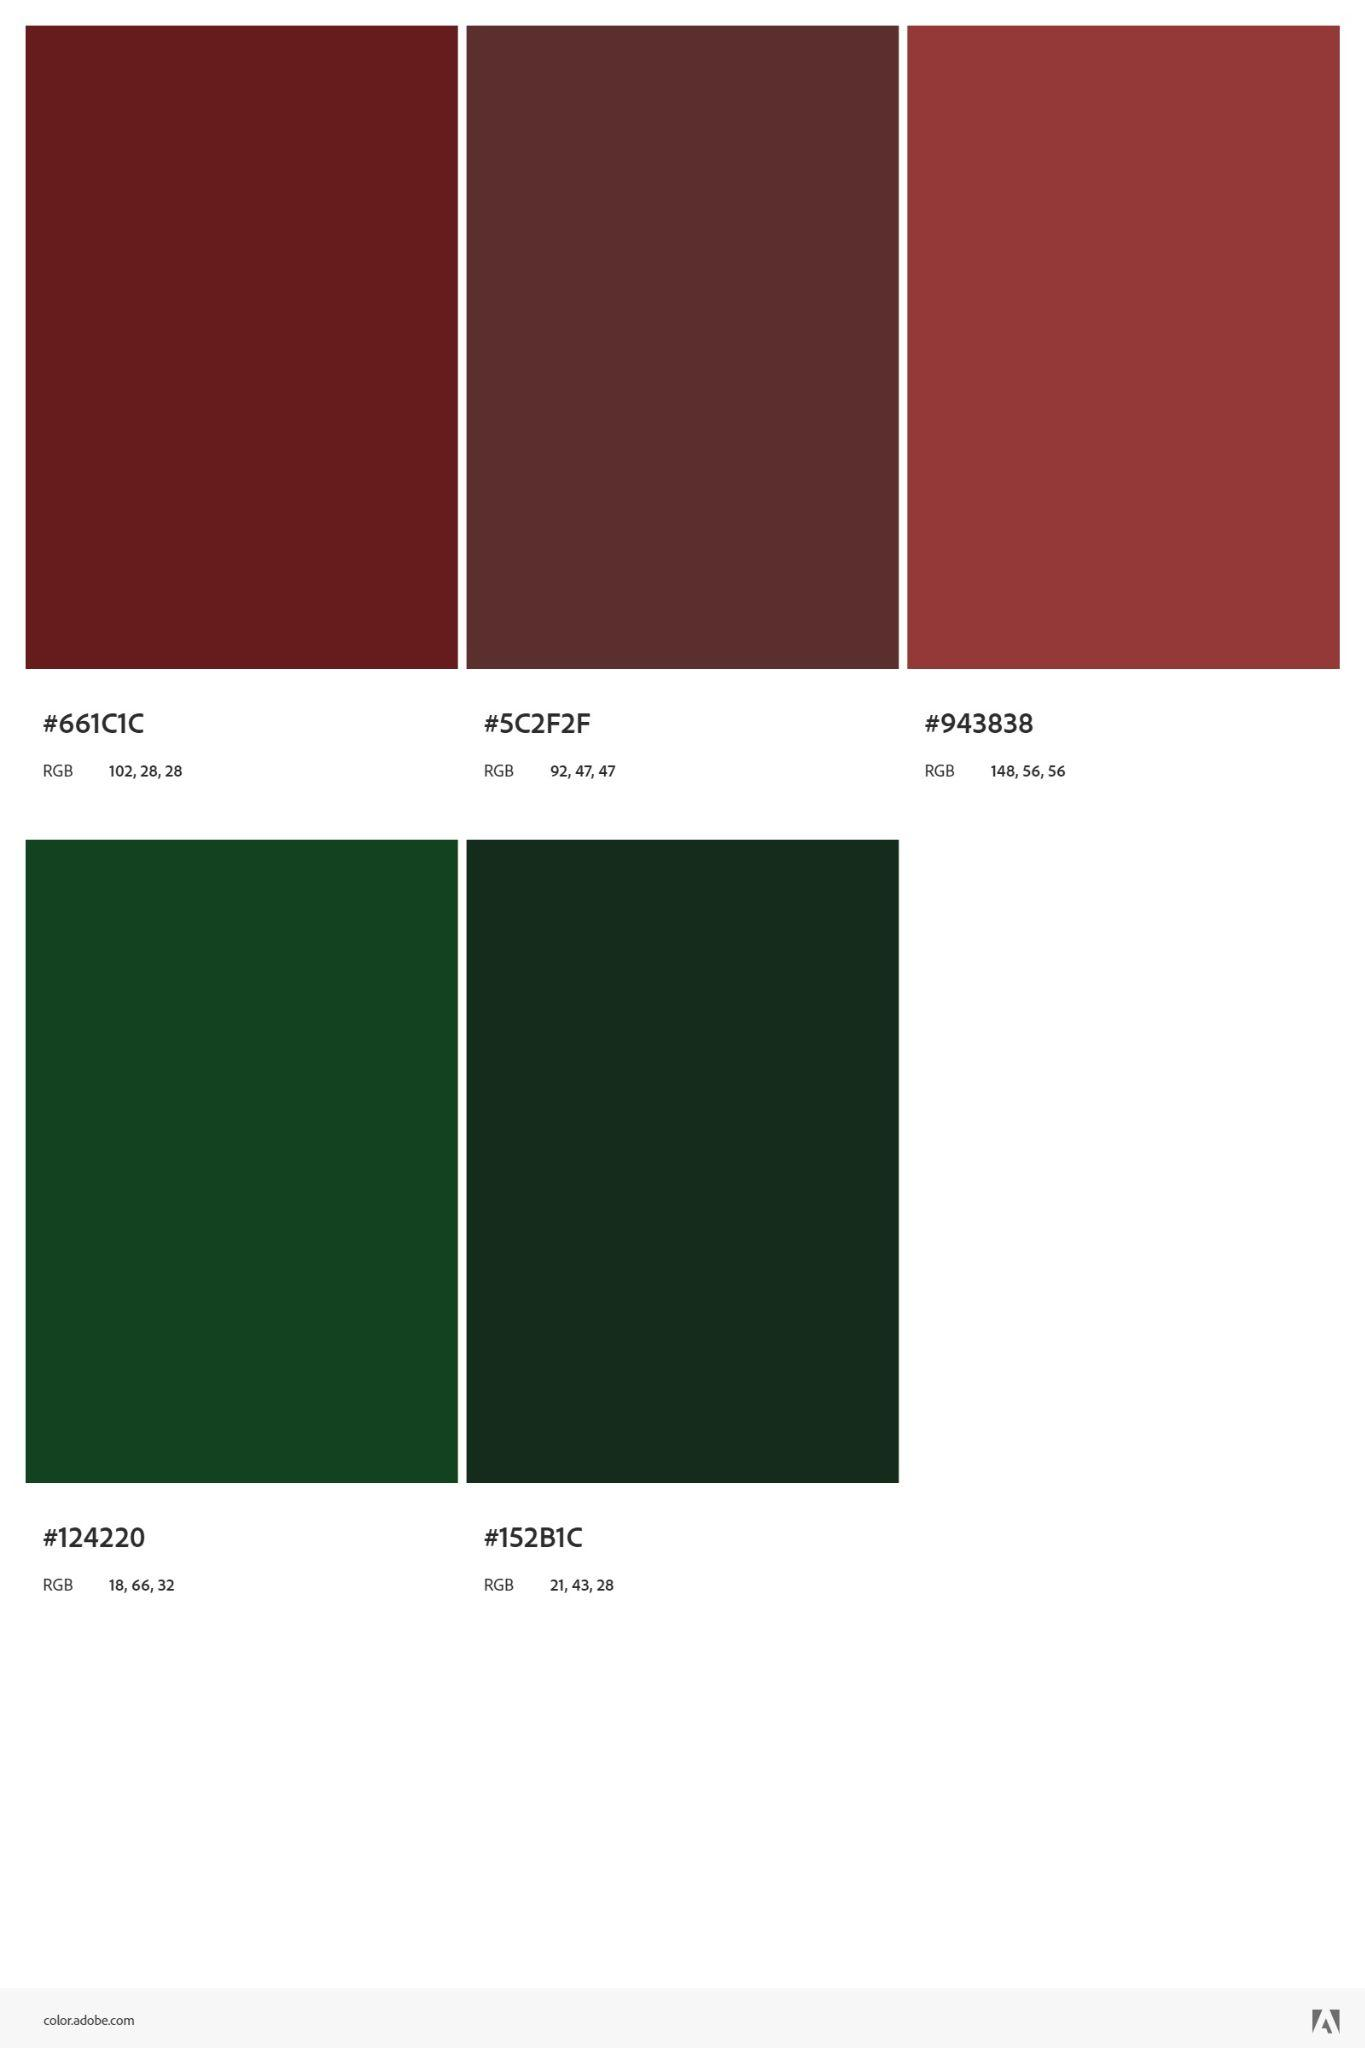 #661C1C #5C2F2F #943838
RGB 102, 28, 28 RGB 92, 47, 47 RGB 148, 56, 56
#124220 #152B1C
RGB 18, 66, 32 RGB 21, 43, 28
color.adobe.com